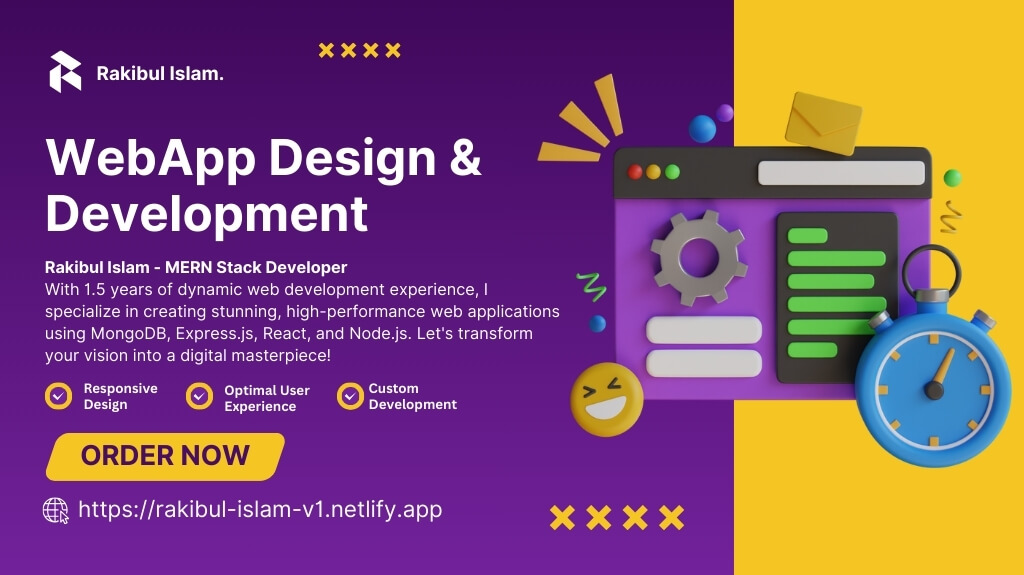 Rakibul Islam.
WebApp Design &
Development
Rakibul Islam - MERN Stack Developer
With 1.5 years of dynamic web development experience, I
specialize in creating stunning, high-performance web applications
using MongoDB, Express.js, React, and Node.js. Let's transform
your vision into a digital masterpiece!
Responsive
Design
Optimal User
Experience
Custom
Development
ORDER NOW
https://rakibul-islam-v1.netlify.app